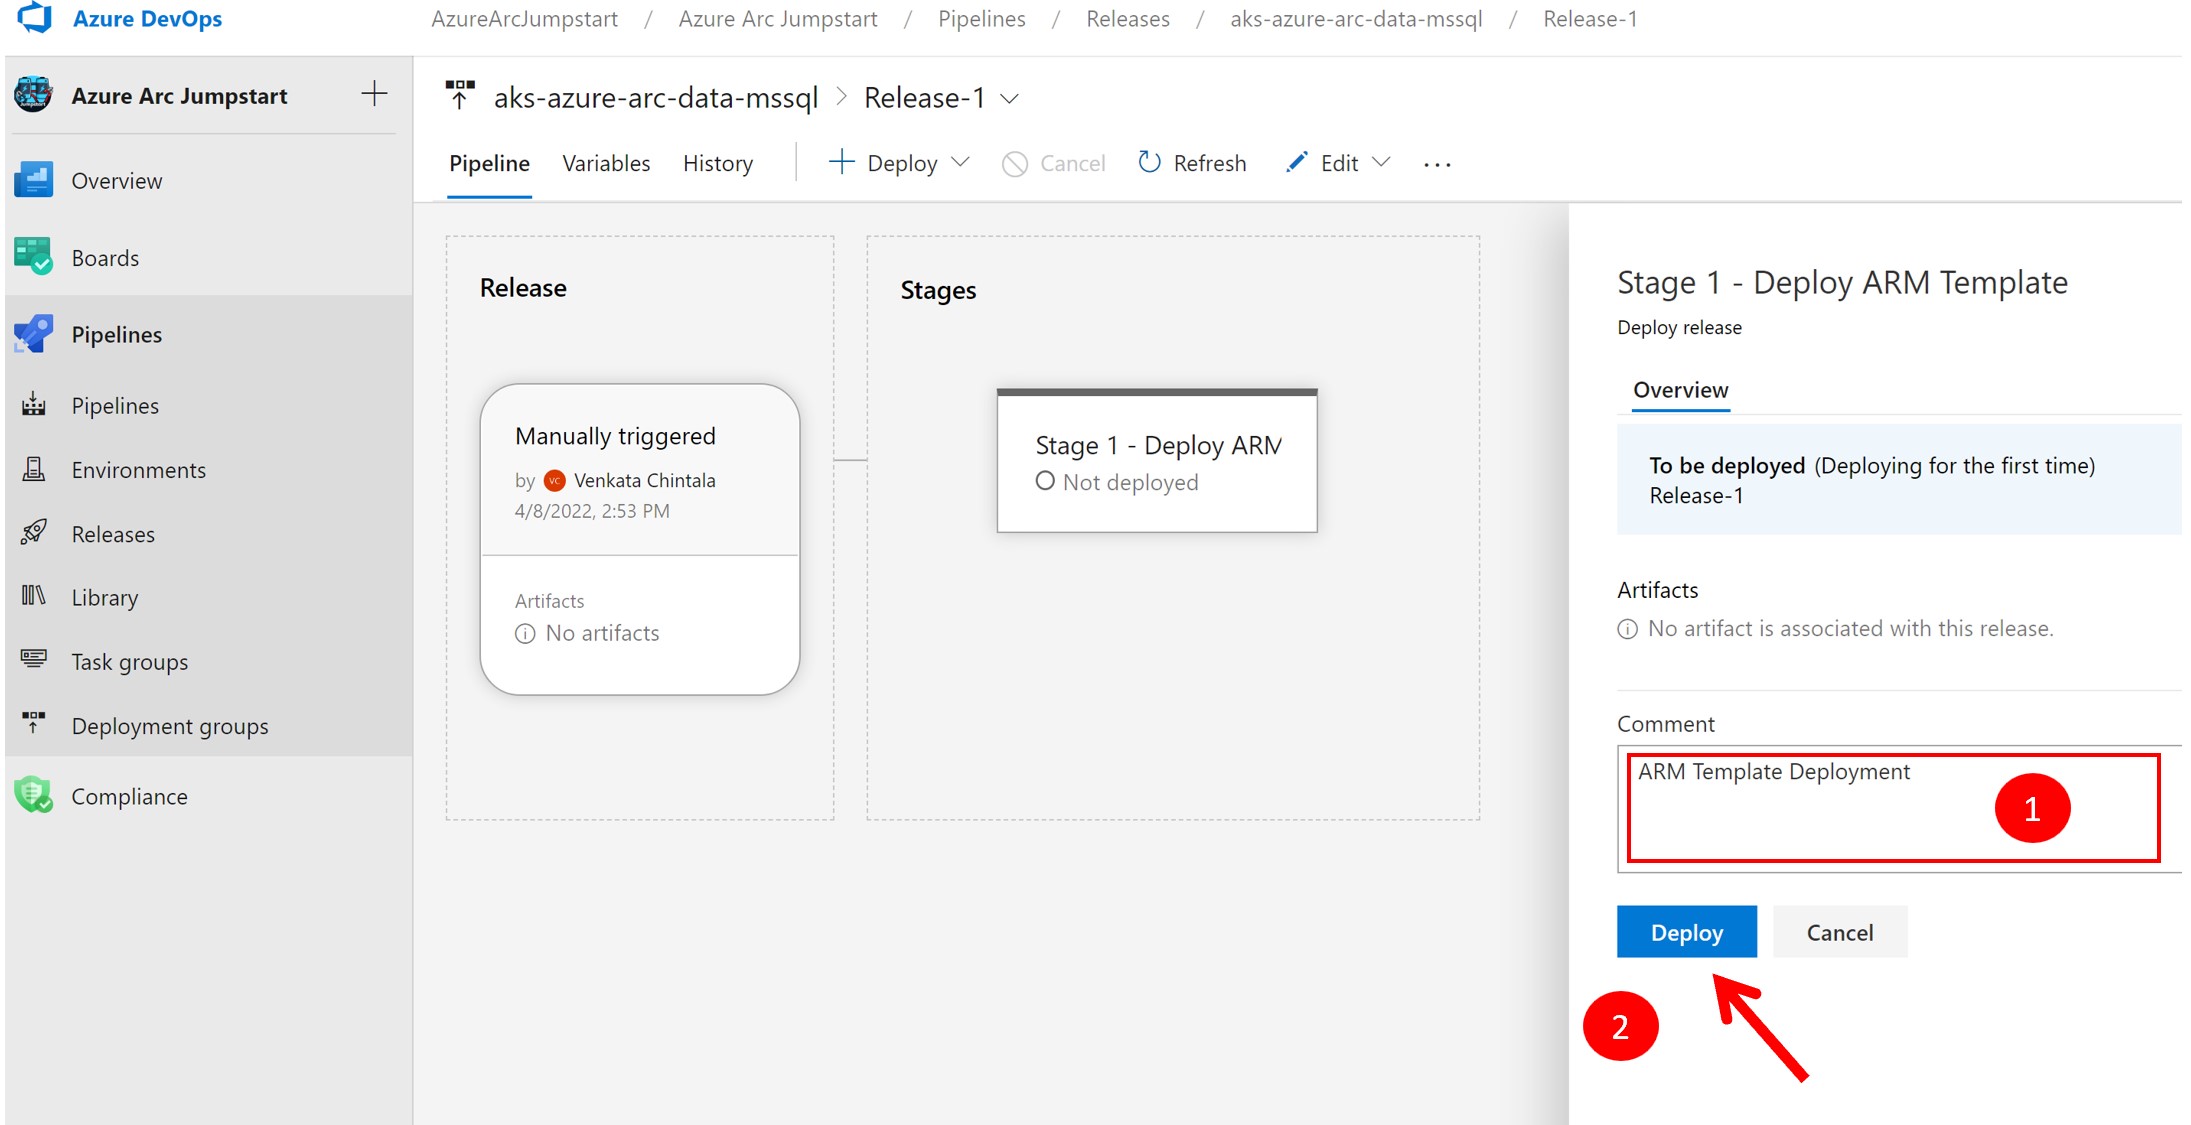 Azure DevOps
AzureArcJumpstart / Azure Arc Jumpstart / Pipelines / Releases / aks-azure-arc-data-mssql / Release-1
Azure Arc Jumpstart
Overview
Boards
Pipelines
Pipelines
Environments
Releases
Library
Task groups
Deployment groups
Compliance
aks-azure-arc-data-mssql > Release-1
Pipeline Variables History Deploy Cancel Refresh Edit ...
Release
Manually triggered
by VC Venkata Chintala
4/8/2022, 2:53 PM
Artifacts
No artifacts
Stages
Stage 1 - Deploy ARM
Not deployed
Stage 1 - Deploy ARM Template
Deploy release
Overview
To be deployed (Deploying for the first time)
Release-1
Artifacts
No artifact is associated with this release.
Comment
ARM Template Deployment
1
Deploy Cancel
2